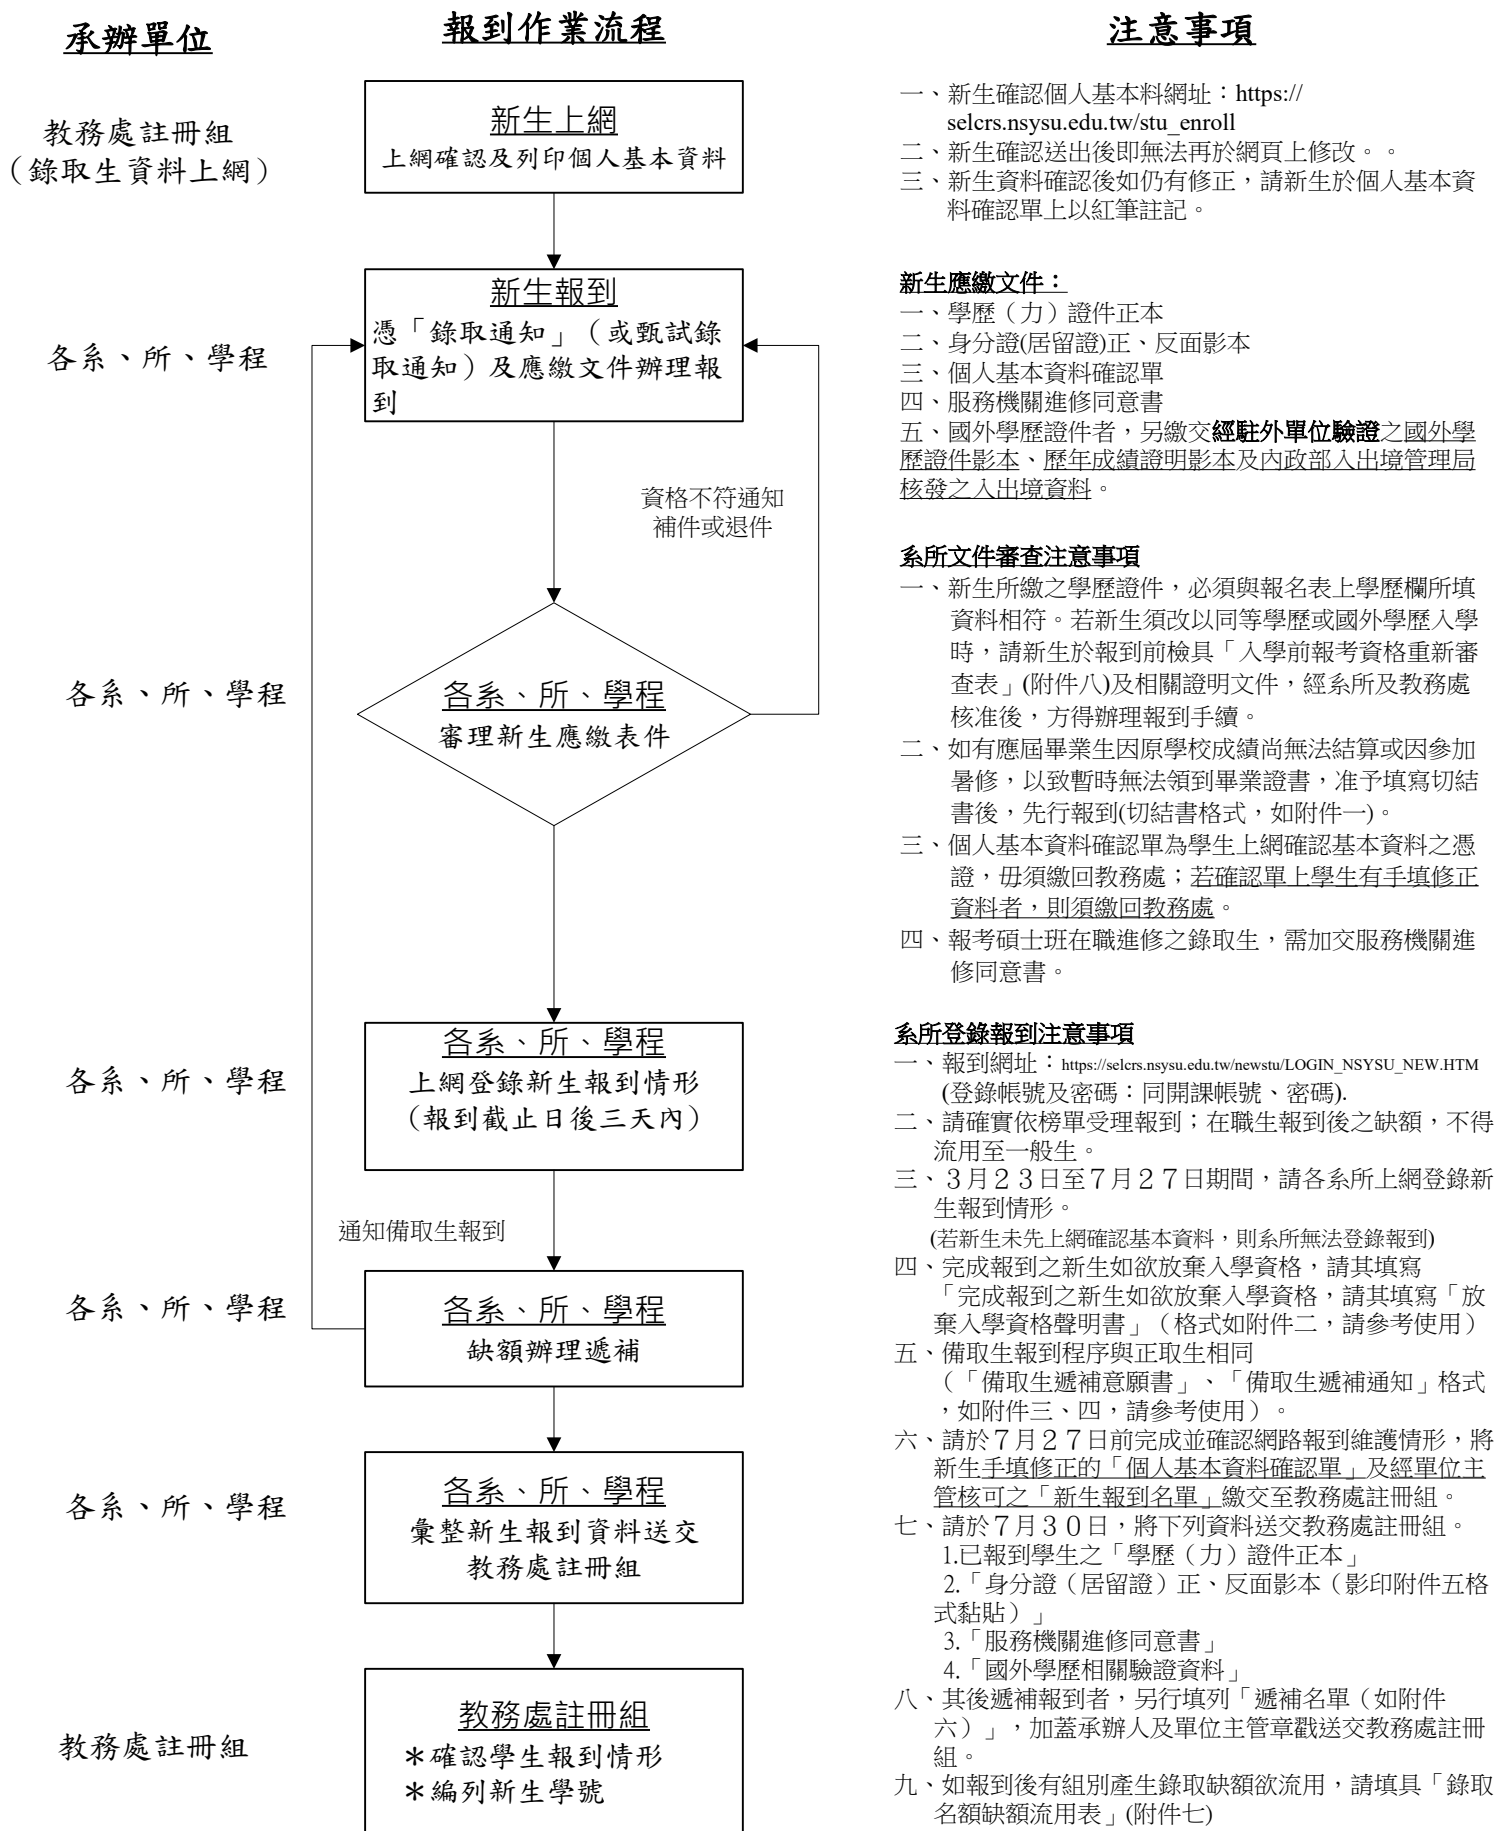 承辦單位
報到作業流程
注意事項
教務處註冊組
（錄取生資料上網）
新生上網
上網確認及列印個人基本資料
一、新生確認個人基本料網址：https://
selcrs.nsysu.edu.tw/stu_enroll
二、新生確認送出後即無法再於網頁上修改。。
三、新生資料確認後如仍有修正，請新生於個人基本資
料確認單上以紅筆註記。
各系、所、學程
新生報到
憑「錄取通知」（或甄試錄
取通知）及應繳文件辦理報
到
新生應繳文件：
一、學歷（力）證件正本
二、身分證(居留證)正、反面影本
三、個人基本資料確認單
四、服務機關進修同意書
五、國外學歷證件者，另繳交經駐外單位驗證之國外學
歷證件影本、歷年成績證明影本及內政部入出境管理局
核發之入出境資料。
資格不符通知
補件或退件
各系、所、學程
各系、所、學程
審理新生應繳表件
系所文件審查注意事項
一、新生所繳之學歷證件，必須與報名表上學歷欄所填
資料相符。若新生須改以同等學歷或國外學歷入學
時，請新生於報到前檢具「入學前報考資格重新審
查表」(附件八)及相關證明文件，經系所及教務處
核准後，方得辦理報到手續。
二、如有應屆畢業生因原學校成績尚無法結算或因參加
暑修，以致暫時無法領到畢業證書，准予填寫切結
書後，先行報到(切結書格式，如附件一)。
三、個人基本資料確認單為學生上網確認基本資料之憑
證，毋須繳回教務處；若確認單上學生有手填修正
資料者，則須繳回教務處。
四、報考碩士班在職進修之錄取生，需加交服務機關進
修同意書。
各系、所、學程
各系、所、學程
上網登錄新生報到情形
（報到截止日後三天內）
通知備取生報到
各系、所、學程
各系、所、學程
缺額辦理遞補
各系、所、學程
各系、所、學程
彙整新生報到資料送交
教務處註冊組
教務處註冊組
教務處註冊組
＊確認學生報到情形
＊編列新生學號
系所登錄報到注意事項
一、報到網址：https://selcrs.nsysu.edu.tw/newstu/LOGIN_NSYSU_NEW.HTM
(登錄帳號及密碼：同開課帳號、密碼).
二、請確實依榜單受理報到；在職生報到後之缺額，不得
流用至一般生。
三、３月２３日至７月２７日期間，請各系所上網登錄新
生報到情形。
(若新生未先上網確認基本資料，則系所無法登錄報到)
四、完成報到之新生如欲放棄入學資格，請其填寫
「完成報到之新生如欲放棄入學資格，請其填寫「放
棄入學資格聲明書」（格式如附件二，請參考使用）
五、備取生報到程序與正取生相同
（「備取生遞補意願書」、「備取生遞補通知」格式
，如附件三、四，請參考使用）。
六、請於７月２７日前完成並確認網路報到維護情形，將
新生手填修正的「個人基本資料確認單」及經單位主
管核可之「新生報到名單」繳交至教務處註冊組。
七、請於７月３０日，將下列資料送交教務處註冊組。
1.已報到學生之「學歷（力）證件正本」
2.「身分證（居留證）正、反面影本（影印附件五格
式黏貼）」
3.「服務機關進修同意書」
4.「國外學歷相關驗證資料」
八、其後遞補報到者，另行填列「遞補名單（如附件
六）」，加蓋承辦人及單位主管章戳送交教務處註冊
組。
九、如報到後有組別產生錄取缺額欲流用，請填具「錄取
名額缺額流用表」(附件七)